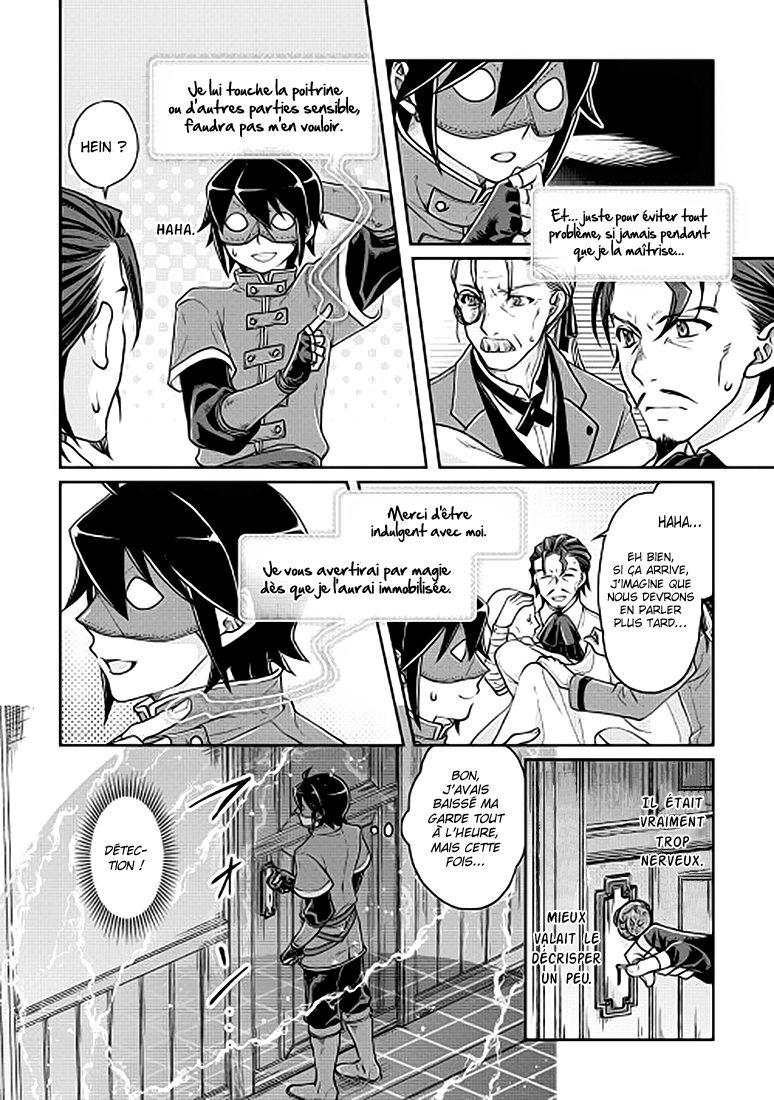 Et... juste pour éviter tout
problème, si jamais pendant
que je la maîtrise...
Je lui touche la poitrine
ou d'autres parties sensible,
faudra pas m'en vouloir.
HAHA.
HEIN ?
HAHA...
EH BIEN,
SI ÇA ARRIVE,
J'IMAGINE QUE
NOUS DEVRONS
EN PARLER
PLUS TARD...
Merci d'être
indulgent avec moi.
Je vous avertirai par magie
dès que je l'aurai immobilisée.
IL ÉTAIT
VRAIMENT
TROP
NERVEUX.
MIEUX
VALAIT LE
DÉCRISPER
UN PEU.
BON,
J'AVAIS
BAISSÉ MA
GARDE TOUT
À L'HEURE,
MAIS CETTE
FOIS...
DÉTEC-
TION !